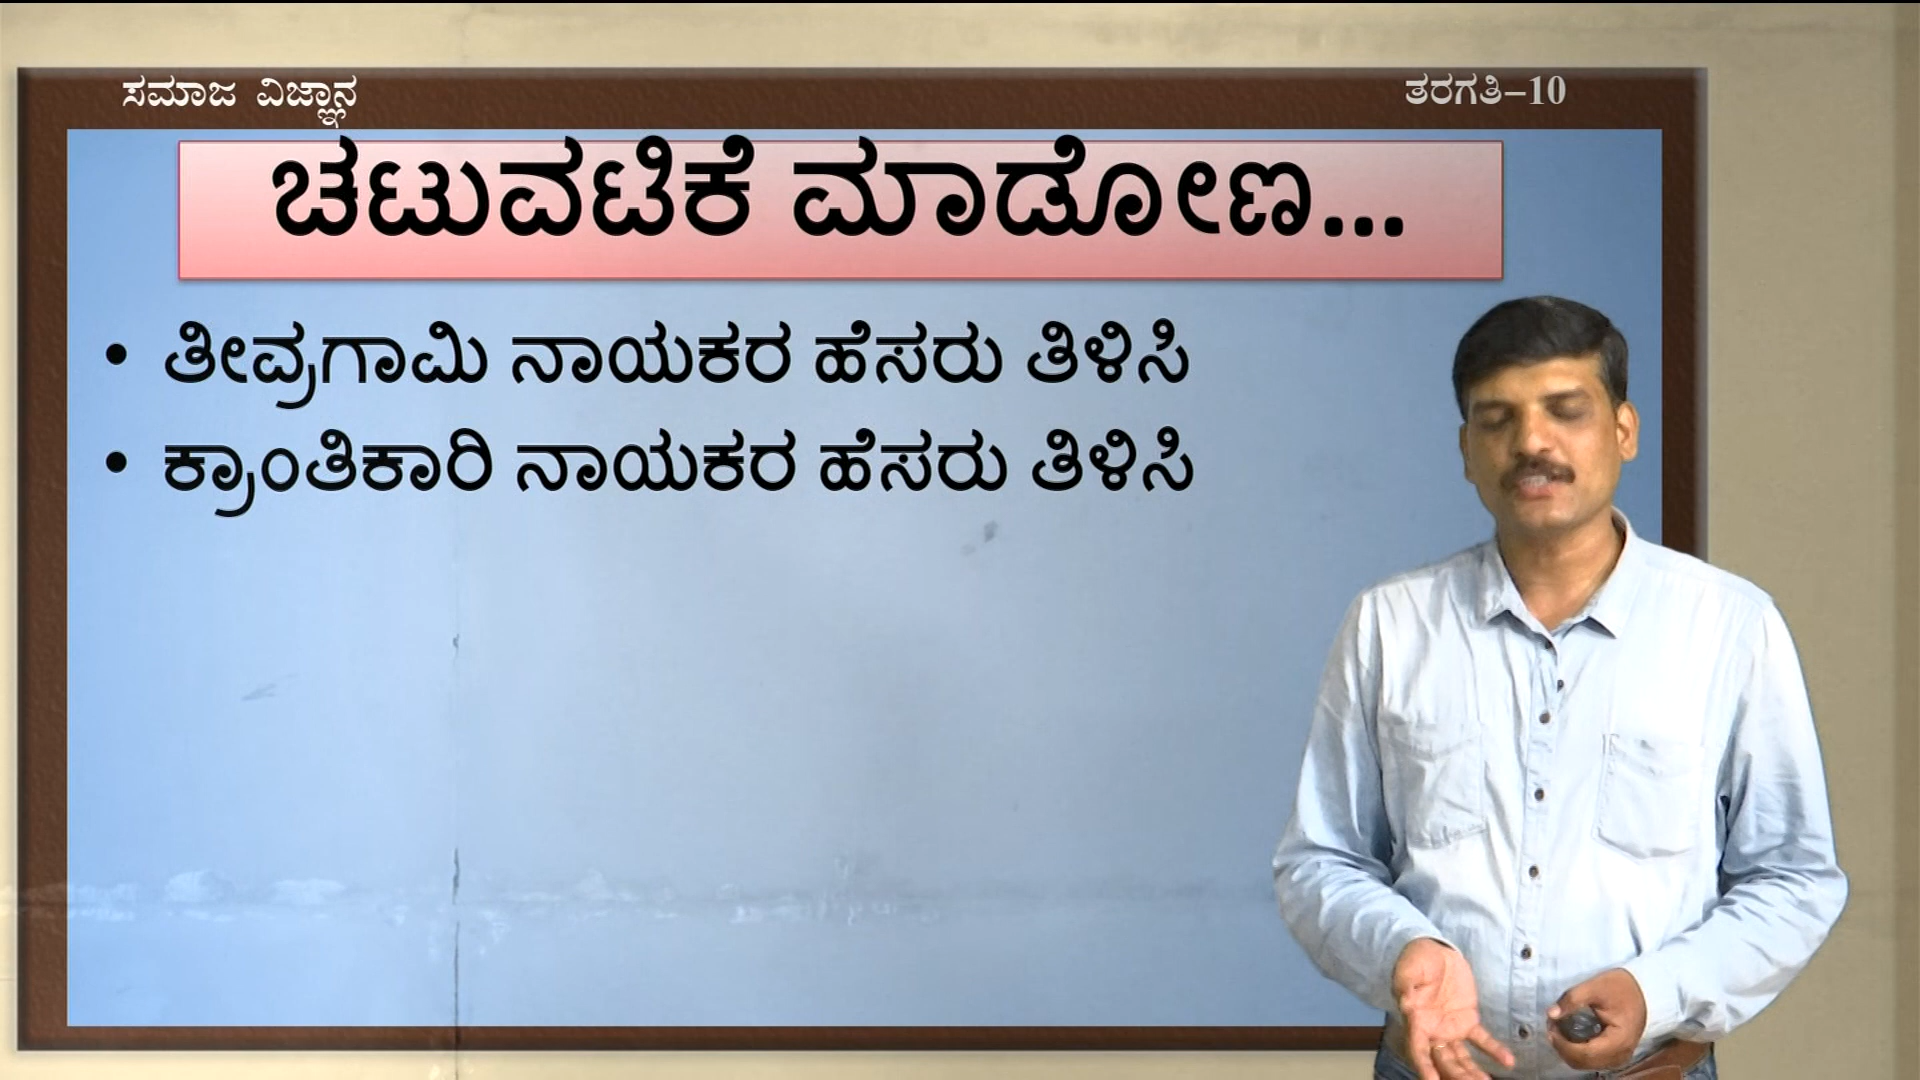 ಸಮಾಜ ವಿಜ್ಞಾನ
ತರಗತಿ-10
ಚಟುವಟಿಕೆ ಮಾಡೋಣ...
• ತೀವ್ರಗಾಮಿ ನಾಯಕರ ಹೆಸರು ತಿಳಿಸಿ
• ಕ್ರಾಂತಿಕಾರಿ ನಾಯಕರ ಹೆಸರು ತಿಳಿಸಿ